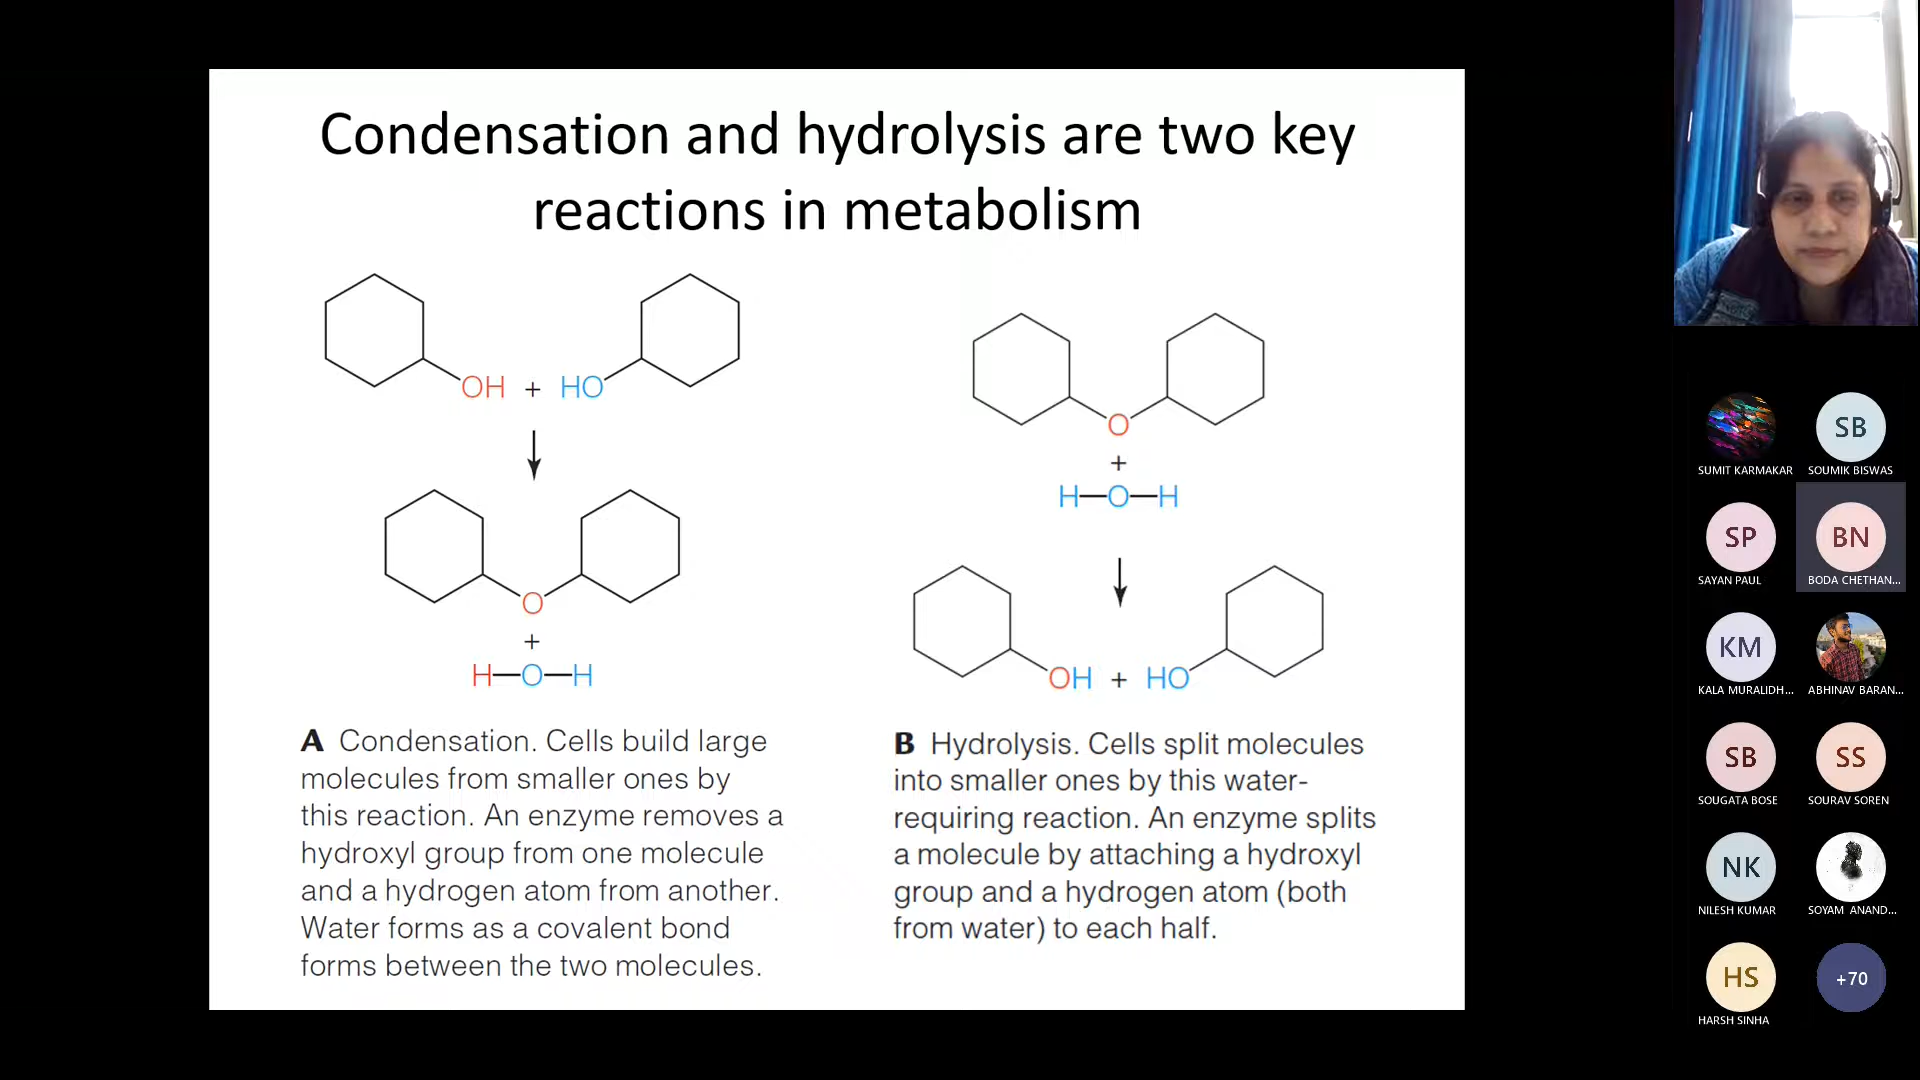 Condensation and hydrolysis are two key
reactions in metabolism
OH + HO
O
+
H—O—H
A Condensation. Cells build large
molecules from smaller ones by
this reaction. An enzyme removes a
hydroxyl group from one molecule
and a hydrogen atom from another.
Water forms as a covalent bond
forms between the two molecules.
O
+
H—O—H
OH + HO
B Hydrolysis. Cells split molecules
into smaller ones by this water-
requiring reaction. An enzyme splits
a molecule by attaching a hydroxyl
group and a hydrogen atom (both
from water) to each half.
SUMIT KARMAKAR
SB
SOUMIK BISWAS
SP
SAYAN PAUL
BN
BODA CHETHAN...
KM
KALA MURALIDH...
ABHINAV BARAN...
SB
SOUGATA BOSE
SS
SOURAV SOREN
NK
NILESH KUMAR
SOYAM ANAND...
HS
HARSH SINHA
+70